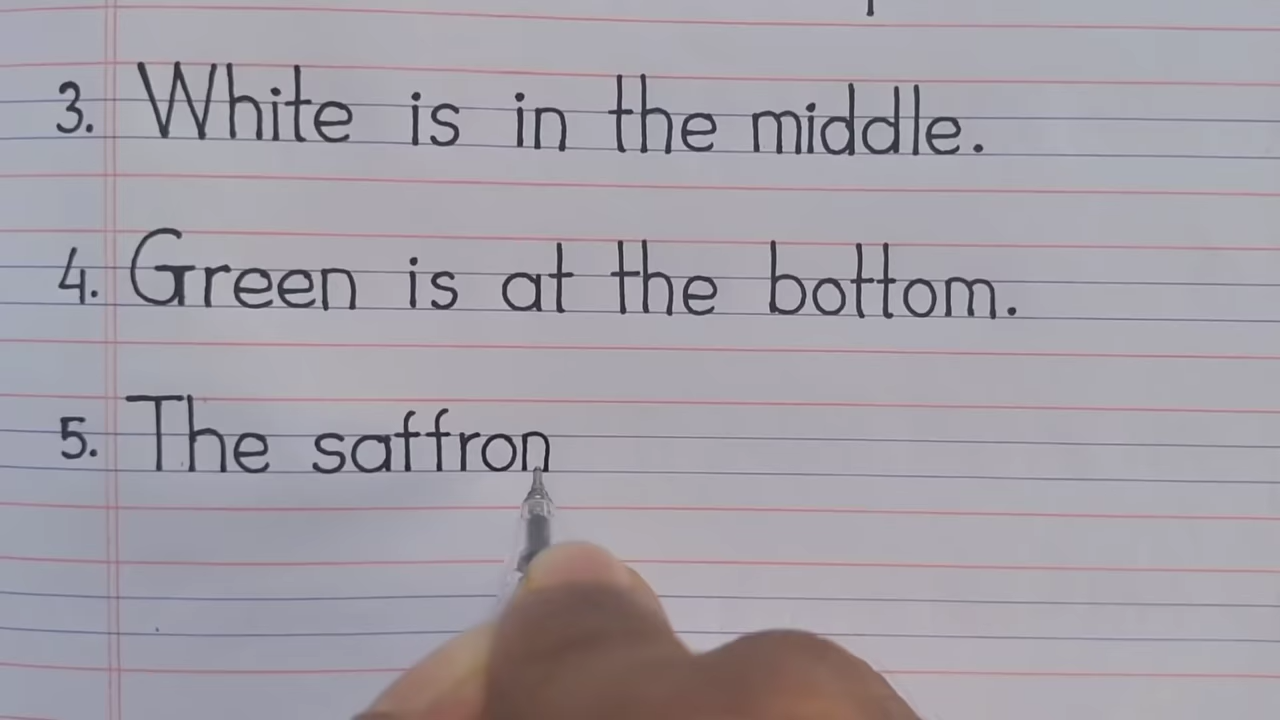 3. White is in the middle.
4. Green is at the bottom.
5. The saffron